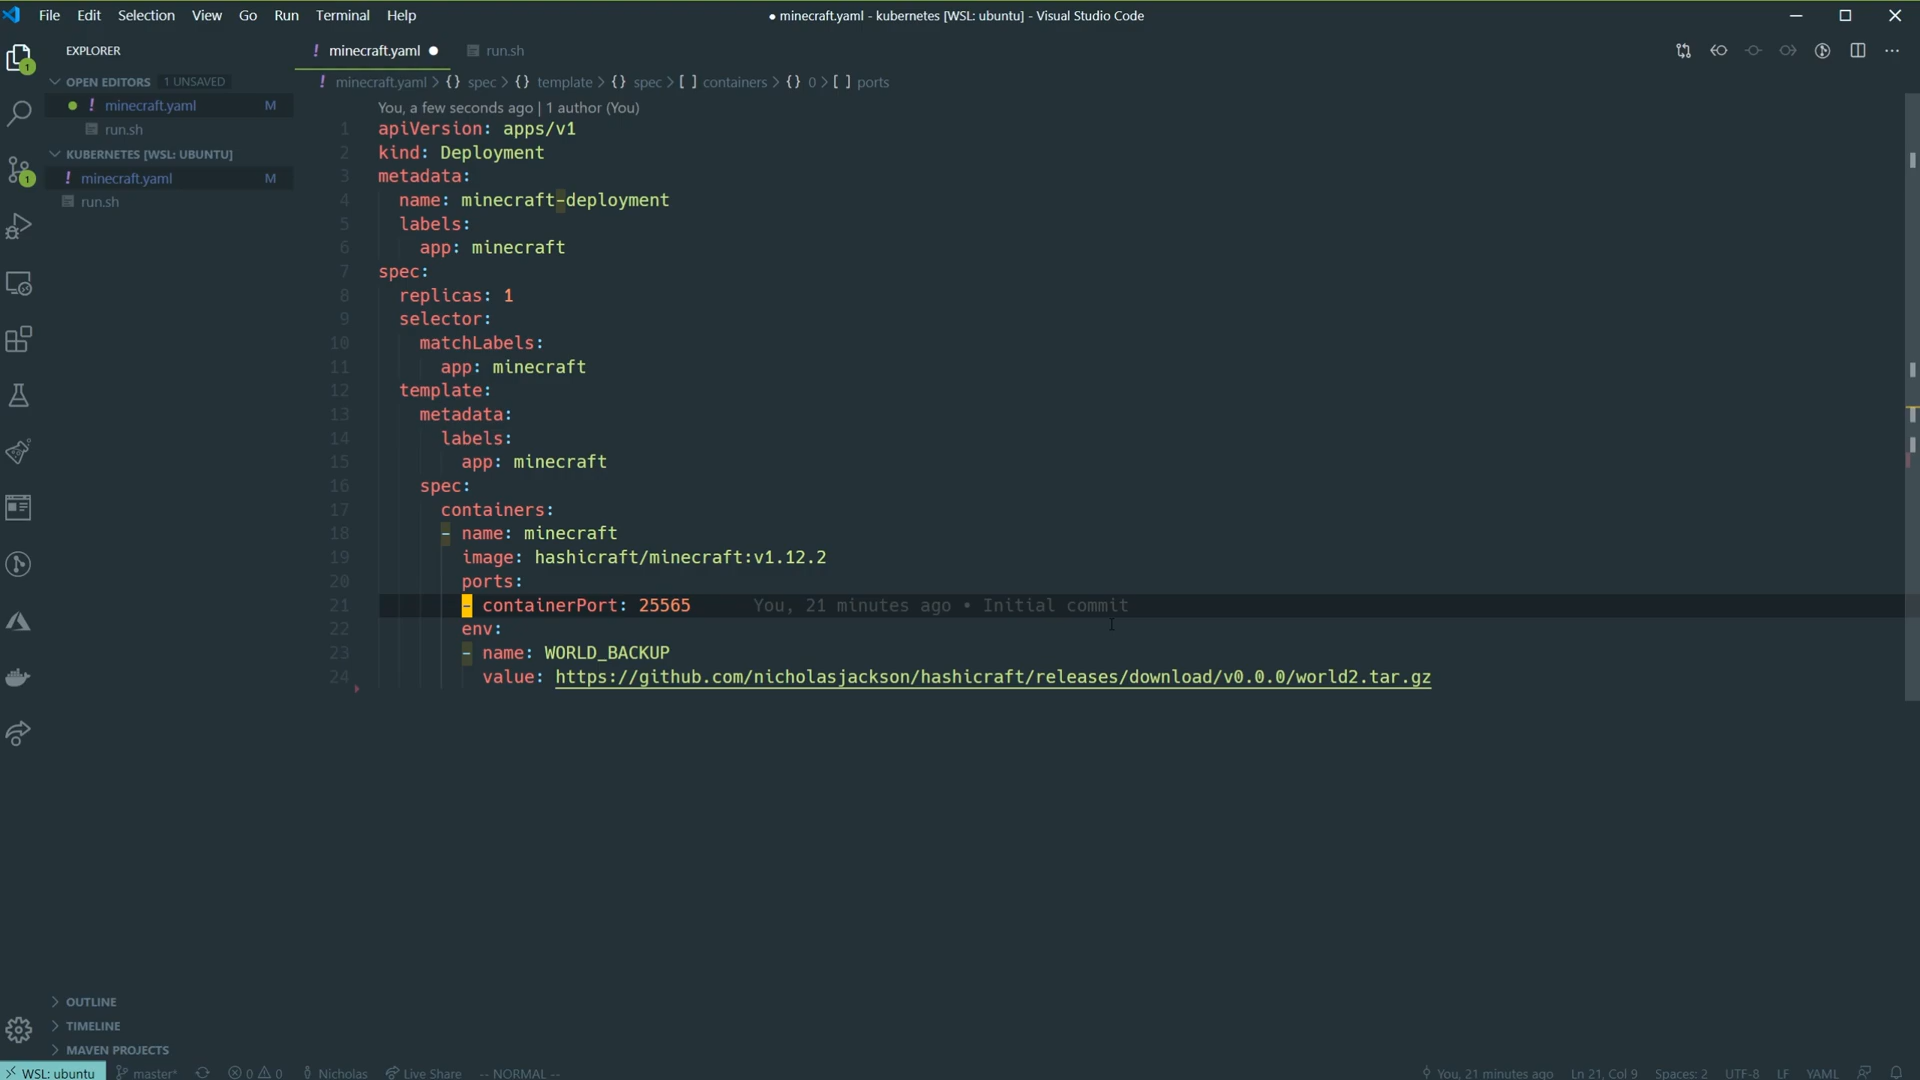 File Edit Selection View Go Run Terminal Help
● minecraft.yaml - kubernetes [WSL: ubuntu] - Visual Studio Code
EXPLORER
! minecraft.yaml ●
run.sh
OPEN EDITORS 1 UNSAVED
! minecraft.yaml M
run.sh
KUBERNETES [WSL: UBUNTU]
! minecraft.yaml M
run.sh
! minecraft.yaml > {} spec > {} template > {} spec > [ ] containers > {} 0 > [ ] ports
You, a few seconds ago | 1 author (You)
1 apiVersion: apps/v1
2 kind: Deployment
3 metadata:
4 name: minecraft-deployment
5 labels:
6 app: minecraft
7 spec:
8 replicas: 1
9 selector:
10 matchLabels:
11 app: minecraft
12 template:
13 metadata:
14 labels:
15 app: minecraft
16 spec:
17 containers:
18 - name: minecraft
19 image: hashicraft/minecraft:v1.12.2
20 ports:
21 - containerPort: 25565 You, 21 minutes ago • Initial commit
22 env:
23 - name: WORLD_BACKUP
24 value: https://github.com/nicholasjackson/hashicraft/releases/download/v0.0.0/world2.tar.gz
OUTLINE
TIMELINE
MAVEN PROJECTS
WSL: ubuntu master* 0 0 Nicholas Live Share -- NORMAL -- You, 21 minutes ago Ln 21, Col 9 Spaces: 2 UTF-8 LF YAML